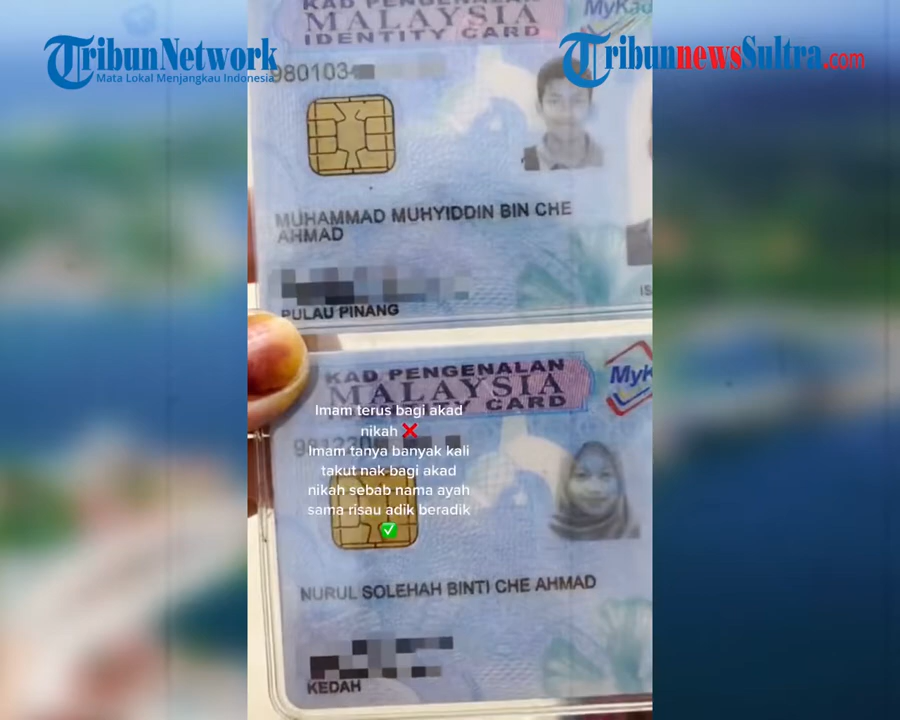 KAD PENGENALAN
MALAYSIA
IDENTITY CARD
MyKad
TribunNetwork
Mata Lokal Menjangkau Indonesia
TribunnewsSultra.com
980103-
MUHAMMAD MUHYIDDIN BIN CHE
AHMAD
PULAU PINANG
KAD PENGENALAN
MALAYSIA
IDENTITY CARD
MyK
Imam terus bagi akad
nikah ❌
Imam tanya banyak kali
takut nak bagi akad
nikah sebab nama ayah
sama risau adik beradik
✅
NURUL SOLEHAH BINTI CHE AHMAD
KEDAH